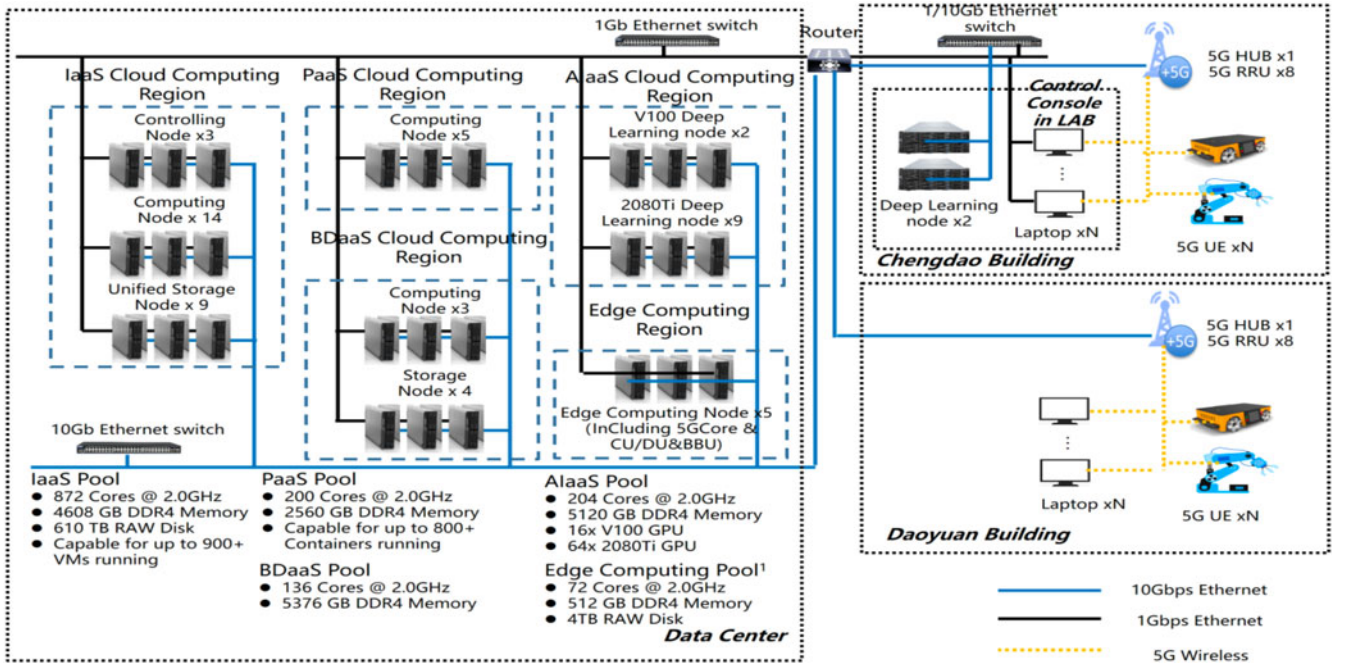 1Gb Ethernet switch
1/10Gb Ethernet
switch
Router
IaaS Cloud Computing
Region
PaaS Cloud Computing
Region
AIaaS Cloud Computing
Region
Controlling
Node x3
Computing
Node x 14
Unified Storage
Node x 9
Computing
Node x5
BDaaS Cloud Computing
Region
Computing
Node x3
Storage
Node x 4
V100 Deep
Learning node x2
2080Ti Deep
Learning node x9
Edge Computing
Region
Edge Computing Node x5
(Including 5GCore &
CU/DU&BBU)
10Gb Ethernet switch
IaaS Pool
● 872 Cores @ 2.0GHz
● 4608 GB DDR4 Memory
● 610 TB RAW Disk
● Capable for up to 900+
VMs running
PaaS Pool
● 200 Cores @ 2.0GHz
● 2560 GB DDR4 Memory
● Capable for up to 800+
Containers running
BDaaS Pool
● 136 Cores @ 2.0GHz
● 5376 GB DDR4 Memory
AIaaS Pool
● 204 Cores @ 2.0GHz
● 5120 GB DDR4 Memory
● 16x V100 GPU
● 64x 2080Ti GPU
Edge Computing Pool¹
● 72 Cores @ 2.0GHz
● 512 GB DDR4 Memory
● 4TB RAW Disk
Data Center
Control
Console
in LAB
Deep Learning
node x2
Laptop xN
+5G
5G HUB x1
5G RRU x8
5G UE xN
Chengdao Building
+5G
5G HUB x1
5G RRU x8
Laptop xN
5G UE xN
Daoyuan Building
10Gbps Ethernet
1Gbps Ethernet
5G Wireless